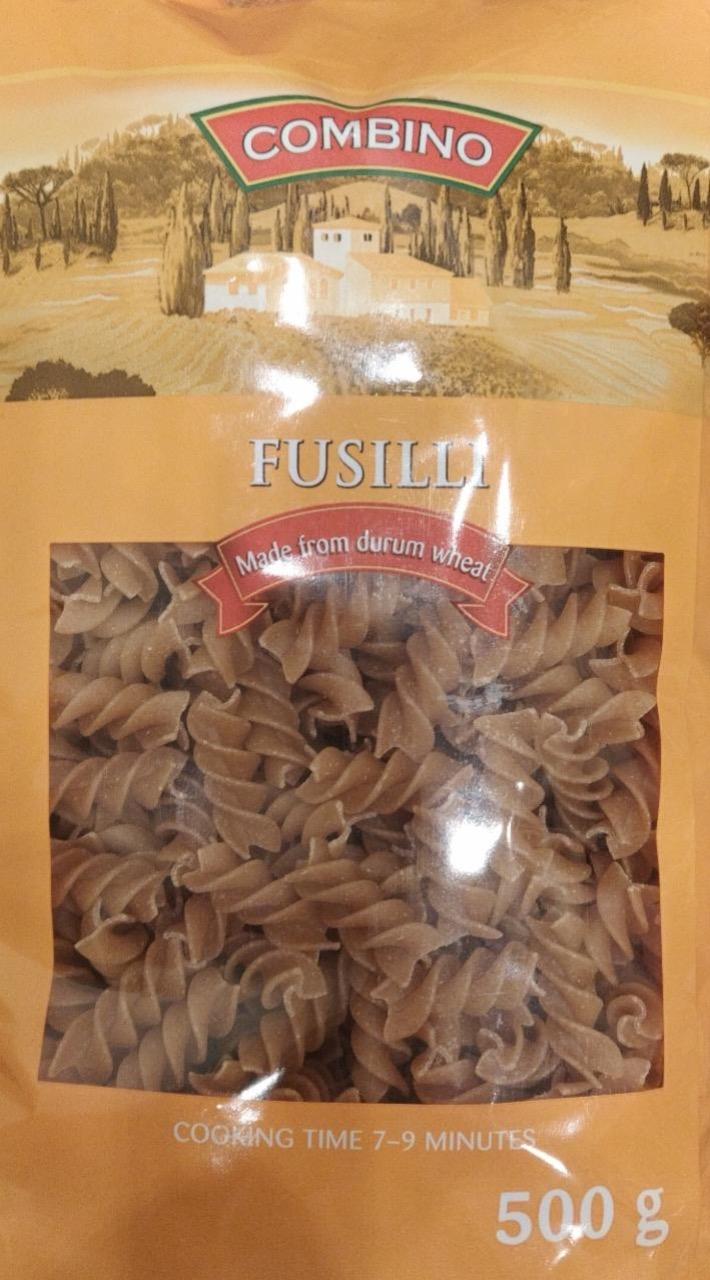 COMBINO
FUSILLI
Made from durum wheat
COOKING TIME 7–9 MINUTES
500 g